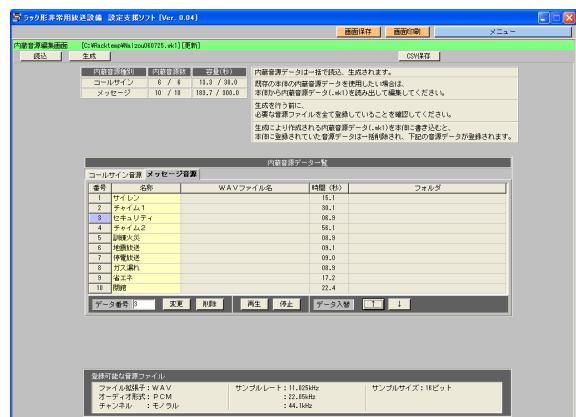 ラック形非常用放送設備 設定支援ソフト [Ver. 0.04]
画面保存 画面印刷 メニュー
内蔵音源編集画面 [C:¥Racktemp¥Naizou080725.wk1][更新]
読込 生成 CSV保存
内蔵音源種別 内蔵音源数 容量(秒)
コールサイン 6 / 6 13.3 / 30.0
メッセージ 10 / 10 183.7 / 300.0
内蔵音源データは一括で読込、生成されます。
既存の本体の内蔵音源データを使用したい場合は、
本体から内蔵音源データ(.wk1)を読み出して編集してください。
生成を行う前に、
必要な音源ファイルを全て登録していることを確認してください。
生成により作成される内蔵音源データ(.wk1)を本体に書き込むと、
本体に登録されていた音源データは一括削除され、下記の音源データが登録されます。
内蔵音源データ一覧
コールサイン音源 メッセージ音源
番号 名称 WAVファイル名 時間(秒) フォルダ
1 サイレン 15.1
2 チャイム1 30.1
3 セキュリティ 06.9
4 チャイム2 56.1
5 訓練火災 08.9
6 地震放送 09.1
7 停電放送 09.0
8 ガス漏れ 08.9
9 省エネ 17.2
10 閉館 22.4
データ番号 3 変更 削除 再生 停止 データ入替 ↑ ↓
登録可能な音源ファイル
ファイル拡張子:WAV サンプルレート:11.025kHz サンプルサイズ:16ビット
オーディオ形式:PCM :22.05kHz
チャンネル :モノラル :44.1kHz